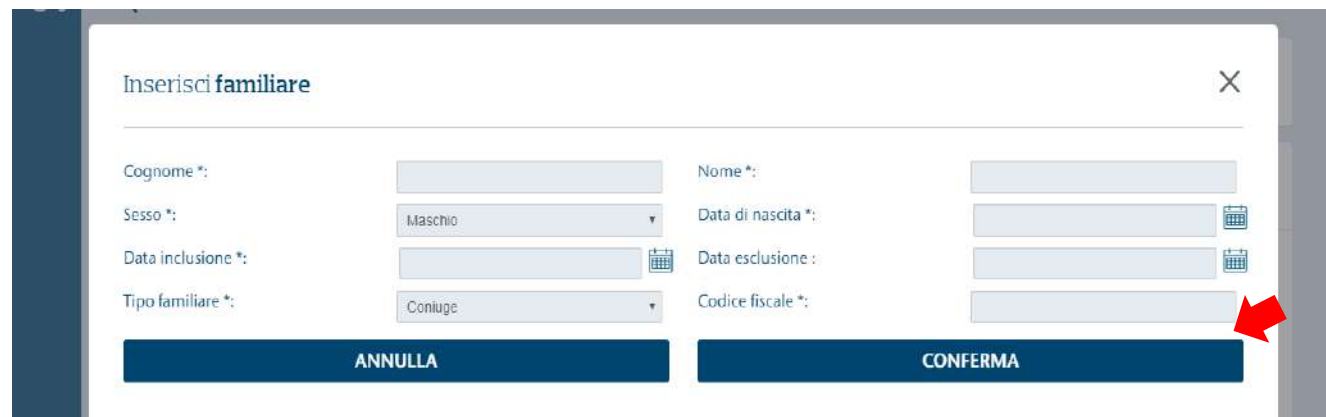 Inserisci familiare
Cognome *: Nome *:
Sesso *: Maschio Data di nascita *:
Data inclusione *: Data esclusione :
Tipo familiare *: Coniuge Codice fiscale *:
ANNULLA CONFERMA